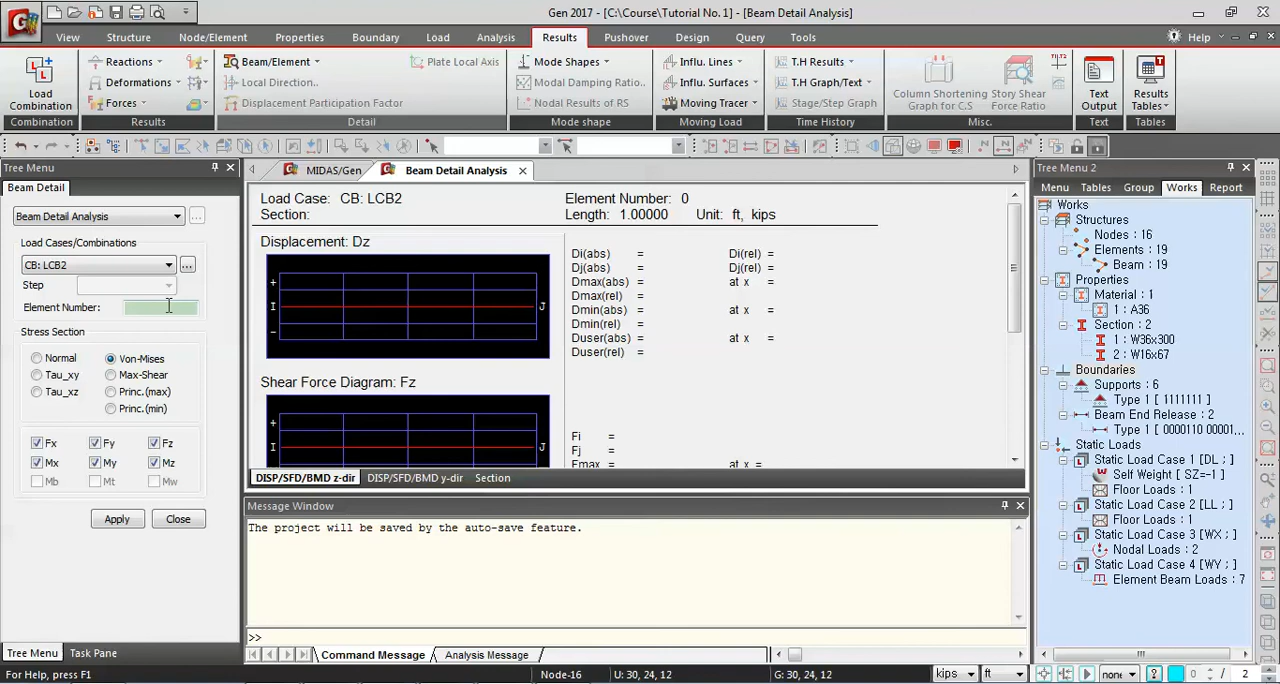 Gen 2017 - [C:\Course\Tutorial No. 1] - [Beam Detail Analysis]
View Structure Node/Element Properties Boundary Load Analysis Results Pushover Design Query Tools Help
Load Combination
Combination
Reactions
Deformations
Forces
Results
Beam/Element
Local Direction..
Displacement Participation Factor
Plate Local Axis
Detail
Mode Shapes
Modal Damping Ratio..
Nodal Results of RS
Mode shape
Influ. Lines
Influ. Surfaces
Moving Tracer
Moving Load
T.H Results
T.H Graph/Text
Stage/Step Graph
Time History
Column Shortening Graph for C.S
Story Shear Force Ratio
Misc.
Text Output
Text
Results Tables
Tables
Tree Menu
Beam Detail
Beam Detail Analysis
Load Cases/Combinations
CB: LCB2
Step
Element Number:
Stress Section
Normal Von-Mises
Tau_xy Max-Shear
Tau_xz Princ.(max)
Princ.(min)
Fx Fy Fz
Mx My Mz
Mb Mt Mw
Apply Close
Tree Menu Task Pane
MIDAS/Gen Beam Detail Analysis
Load Case: CB: LCB2 Element Number: 0
Section: Length: 1.00000 Unit: ft, kips
Displacement: Dz
+
I J
−
Di(abs) = Di(rel) =
Dj(abs) = Dj(rel) =
Dmax(abs) = at x =
Dmax(rel) =
Dmin(abs) = at x =
Dmin(rel) =
Duser(abs) = at x =
Duser(rel) =
Shear Force Diagram: Fz
+
I J
Fi =
Fj =
Fmax = at x =
DISP/SFD/BMD z-dir DISP/SFD/BMD y-dir Section
Message Window
The project will be saved by the auto-save feature.
>>
Command Message Analysis Message
Tree Menu 2
Menu Tables Group Works Report
Works
Structures
Nodes : 16
Elements : 19
Beam : 19
Properties
Material : 1
1 : A36
Section : 2
1 : W36x300
2 : W16x67
Boundaries
Supports : 6
Type 1 [ 1111111 ]
Beam End Release : 2
Type 1 [ 0000110 00001,...
Static Loads
Static Load Case 1 [DL ; ]
Self Weight [ SZ=-1 ]
Floor Loads : 1
Static Load Case 2 [LL ; ]
Floor Loads : 1
Static Load Case 3 [WX ; ]
Nodal Loads : 2
Static Load Case 4 [WY ; ]
Element Beam Loads : 7
For Help, press F1 Node-16 U: 30, 24, 12 G: 30, 24, 12 kips ft none ? 0 / 2